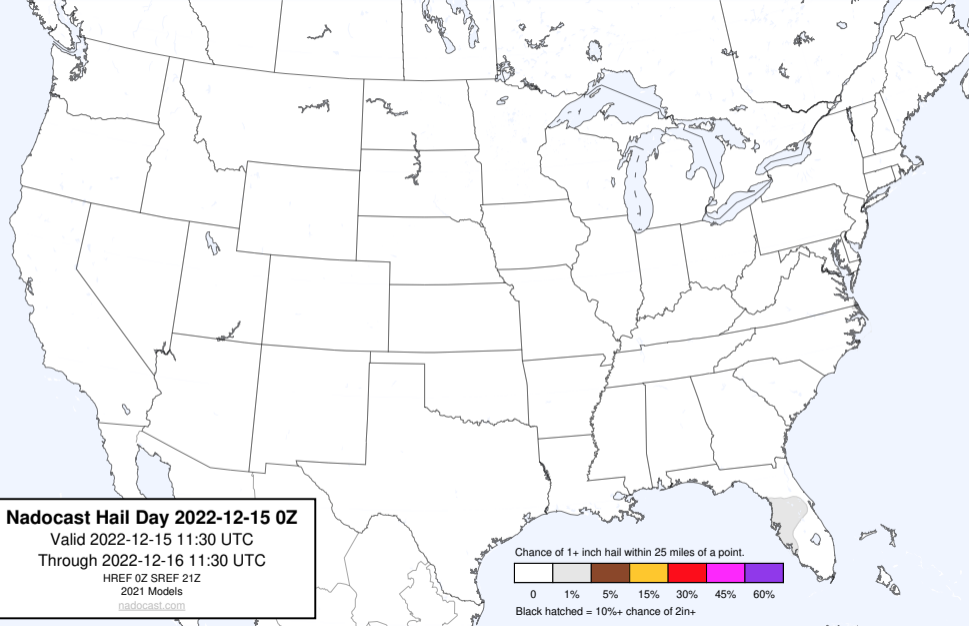 Nadocast Hail Day 2022-12-15 0Z
Valid 2022-12-15 11:30 UTC
Through 2022-12-16 11:30 UTC
HREF 0Z SREF 21Z
2021 Models
nadocast.com
Chance of 1+ inch hail within 25 miles of a point.
0 1% 5% 15% 30% 45% 60%
Black hatched = 10%+ chance of 2in+